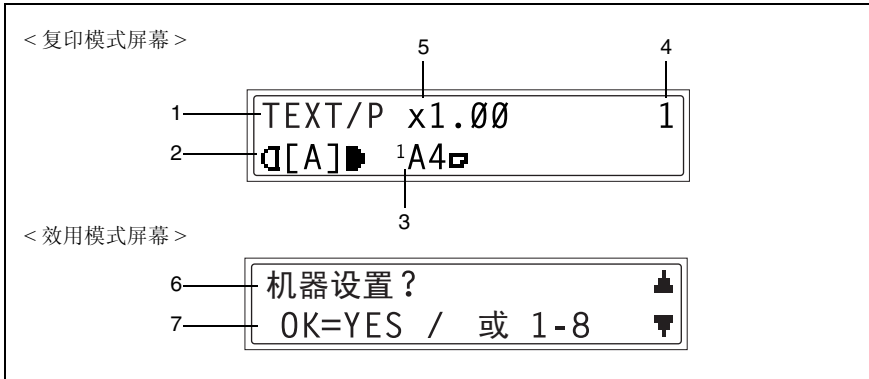 <复印模式屏幕>
5 4
1 TEXT/P x1.00 1
2 [A] 1A4
3
<效用模式屏幕>
6 机器设置？
7 OK=YES / 或 1-8